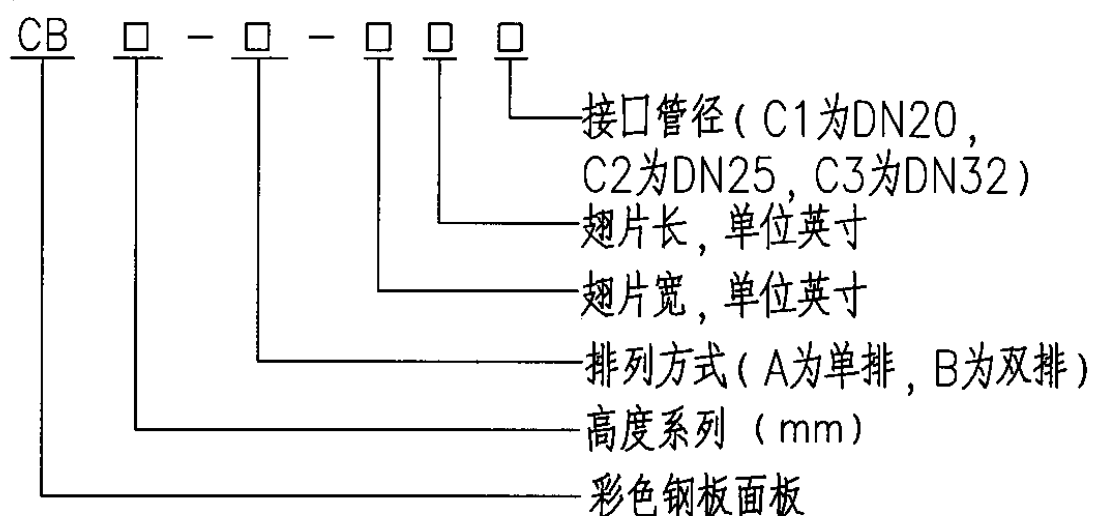 CB □ - □ - □ □ □
接口管径(C1为DN20,
C2为DN25,C3为DN32)
翅片长,单位英寸
翅片宽,单位英寸
排列方式(A为单排,B为双排)
高度系列(mm)
彩色钢板面板